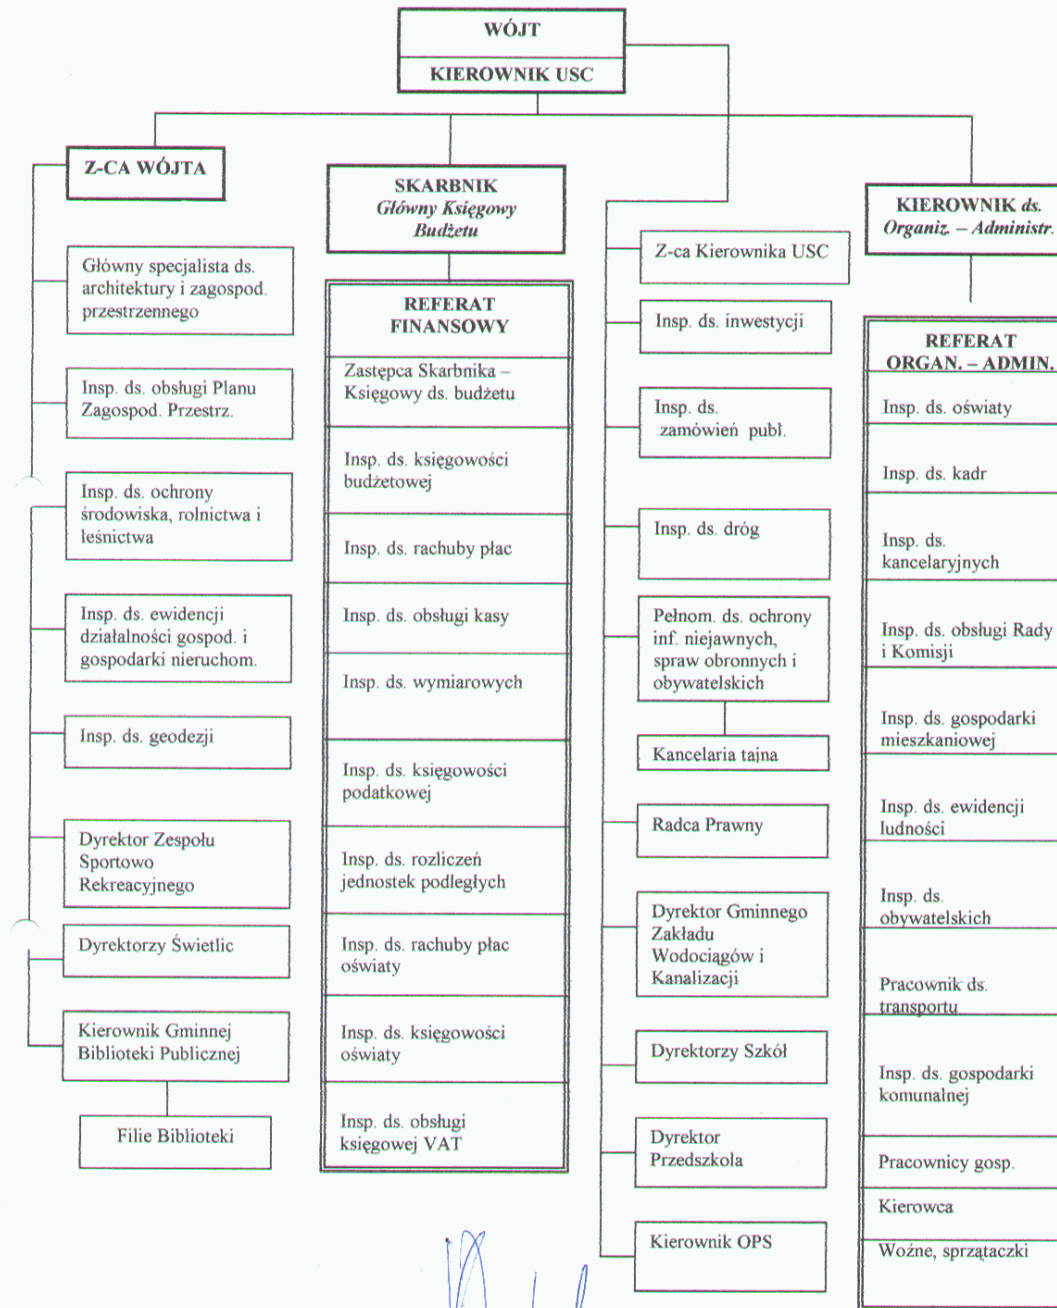 WÓJT
KIEROWNIK USC
Z-CA WÓJTA
Główny specjalista ds.
architektury i zagospod.
przestrzennego
Insp. ds. obsługi Planu
Zagospod. Przestrz.
Insp. ds. ochrony
środowiska, rolnictwa i
leśnictwa
Insp. ds. ewidencji
działalności gospod. i
gospodarki nieruchom.
Insp. ds. geodezji
Dyrektor Zespołu
Sportowo
Rekreacyjnego
Dyrektorzy Świetlic
Kierownik Gminnej
Biblioteki Publicznej
Filie Biblioteki
SKARBNIK
Główny Księgowy
Budżetu
REFERAT
FINANSOWY
Zastępca Skarbnika –
Księgowy ds. budżetu
Insp. ds. księgowości
budżetowej
Insp. ds. rachuby płac
Insp. ds. obsługi kasy
Insp. ds. wymiarowych
Insp. ds. księgowości
podatkowej
Insp. ds. rozliczeń
jednostek podległych
Insp. ds. rachuby płac
oświaty
Insp. ds. księgowości
oświaty
Insp. ds. obsługi
księgowej VAT
Z-ca Kierownika USC
Insp. ds. inwestycji
Insp. ds.
zamówień publ.
Insp. ds. dróg
Pełnom. ds. ochrony
inf. niejawnych,
spraw obronnych i
obywatelskich
Kancelaria tajna
Radca Prawny
Dyrektor Gminnego
Zakładu
Wodociągów i
Kanalizacji
Dyrektorzy Szkół
Dyrektor
Przedszkola
Kierownik OPS
KIEROWNIK ds.
Organiz. – Administr.
REFERAT
ORGAN. – ADMIN.
Insp. ds. oświaty
Insp. ds. kadr
Insp. ds.
kancelaryjnych
Insp. ds. obsługi Rady
i Komisji
Insp. ds. gospodarki
mieszkaniowej
Insp. ds. ewidencji
ludności
Insp. ds.
obywatelskich
Pracownik ds.
transportu
Insp. ds. gospodarki
komunalnej
Pracownicy gosp.
Kierowca
Woźne, sprzątaczki